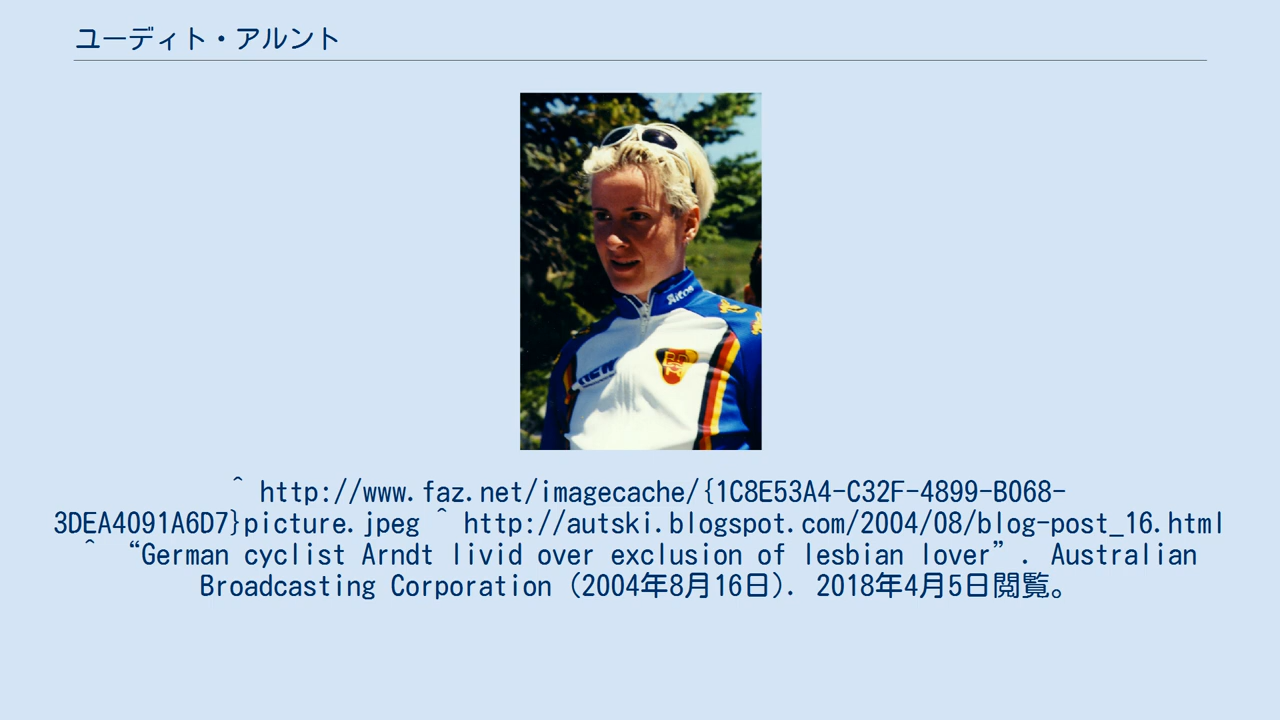 ユーディト・アルント
Aitos
^ http://www.faz.net/imagecache/{1C8E53A4-C32F-4899-B068-
3DEA4091A6D7}picture.jpeg ^ http://autski.blogspot.com/2004/08/blog-post_16.html
^ “German cyclist Arndt livid over exclusion of lesbian lover”. Australian
Broadcasting Corporation (2004年8月16日). 2018年4月5日閲覧。